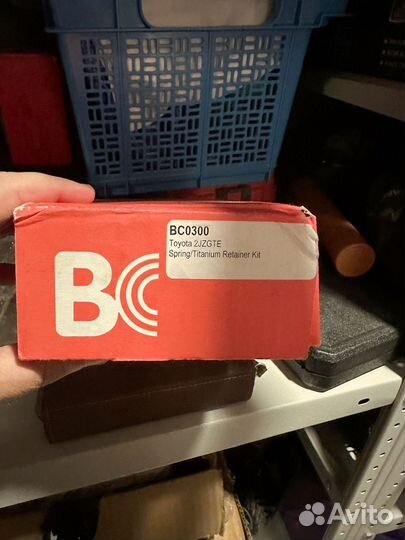 BC0300
Toyota 2JZGTE
Spring/Titanium Retainer Kit
BC
Avito